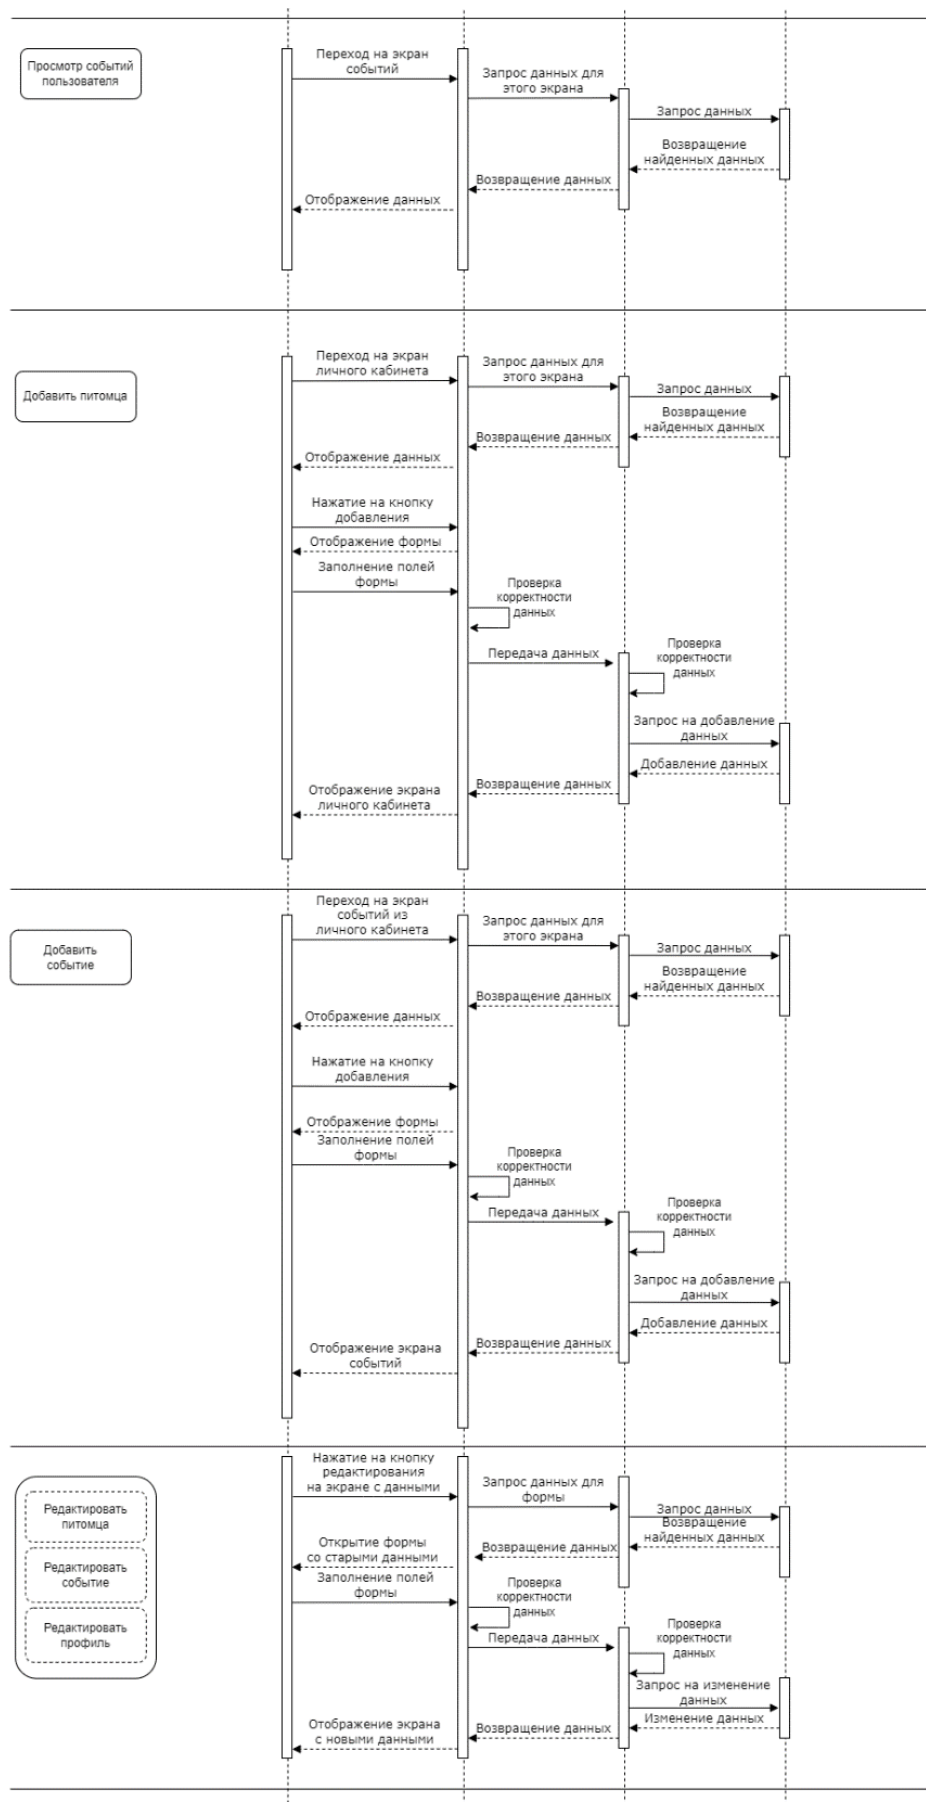 Просмотр событий
пользователя
Переход на экран
событий
Запрос данных для
этого экрана
Запрос данных
Возвращение
найденных данных
Возвращение данных
Отображение данных
Добавить питомца
Переход на экран
личного кабинета
Запрос данных для
этого экрана
Запрос данных
Возвращение
найденных данных
Возвращение данных
Отображение данных
Нажатие на кнопку
добавления
Отображение формы
Заполнение полей
формы
Проверка
корректности
данных
Передача данных
Проверка
корректности
данных
Запрос на добавление
данных
Добавление данных
Возвращение данных
Отображение экрана
личного кабинета
Добавить
событие
Переход на экран
событий из
личного кабинета
Запрос данных для
этого экрана
Запрос данных
Возвращение
найденных данных
Возвращение данных
Отображение данных
Нажатие на кнопку
добавления
Отображение формы
Заполнение полей
формы
Проверка
корректности
данных
Передача данных
Проверка
корректности
данных
Запрос на добавление
данных
Добавление данных
Возвращение данных
Отображение экрана
событий
Редактировать
питомца
Редактировать
событие
Редактировать
профиль
Нажатие на кнопку
редактирования
на экране с данными
Запрос данных для
формы
Запрос данных
Возвращение
найденных данных
Возвращение данных
Открытие формы
со старыми данными
Заполнение полей
формы
Проверка
корректности
данных
Передача данных
Проверка
корректности
данных
Запрос на изменение
данных
Изменение данных
Возвращение данных
Отображение экрана
с новыми данными